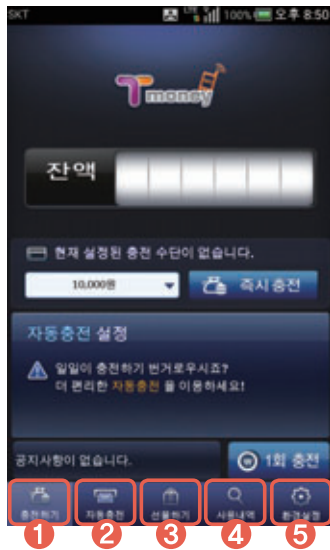 SKT LTE 100% 오후 8:50
Tmoney
잔액
현재 설정된 충전 수단이 없습니다.
10,000원 즉시충전
자동충전 설정
일일이 충전하기 번거로우시죠?
더 편리한 자동충전 을 이용하세요!
공지사항이 없습니다. 1회 충전
충전하기 자동충전 선물하기 사용내역 환경설정
1 2 3 4 5